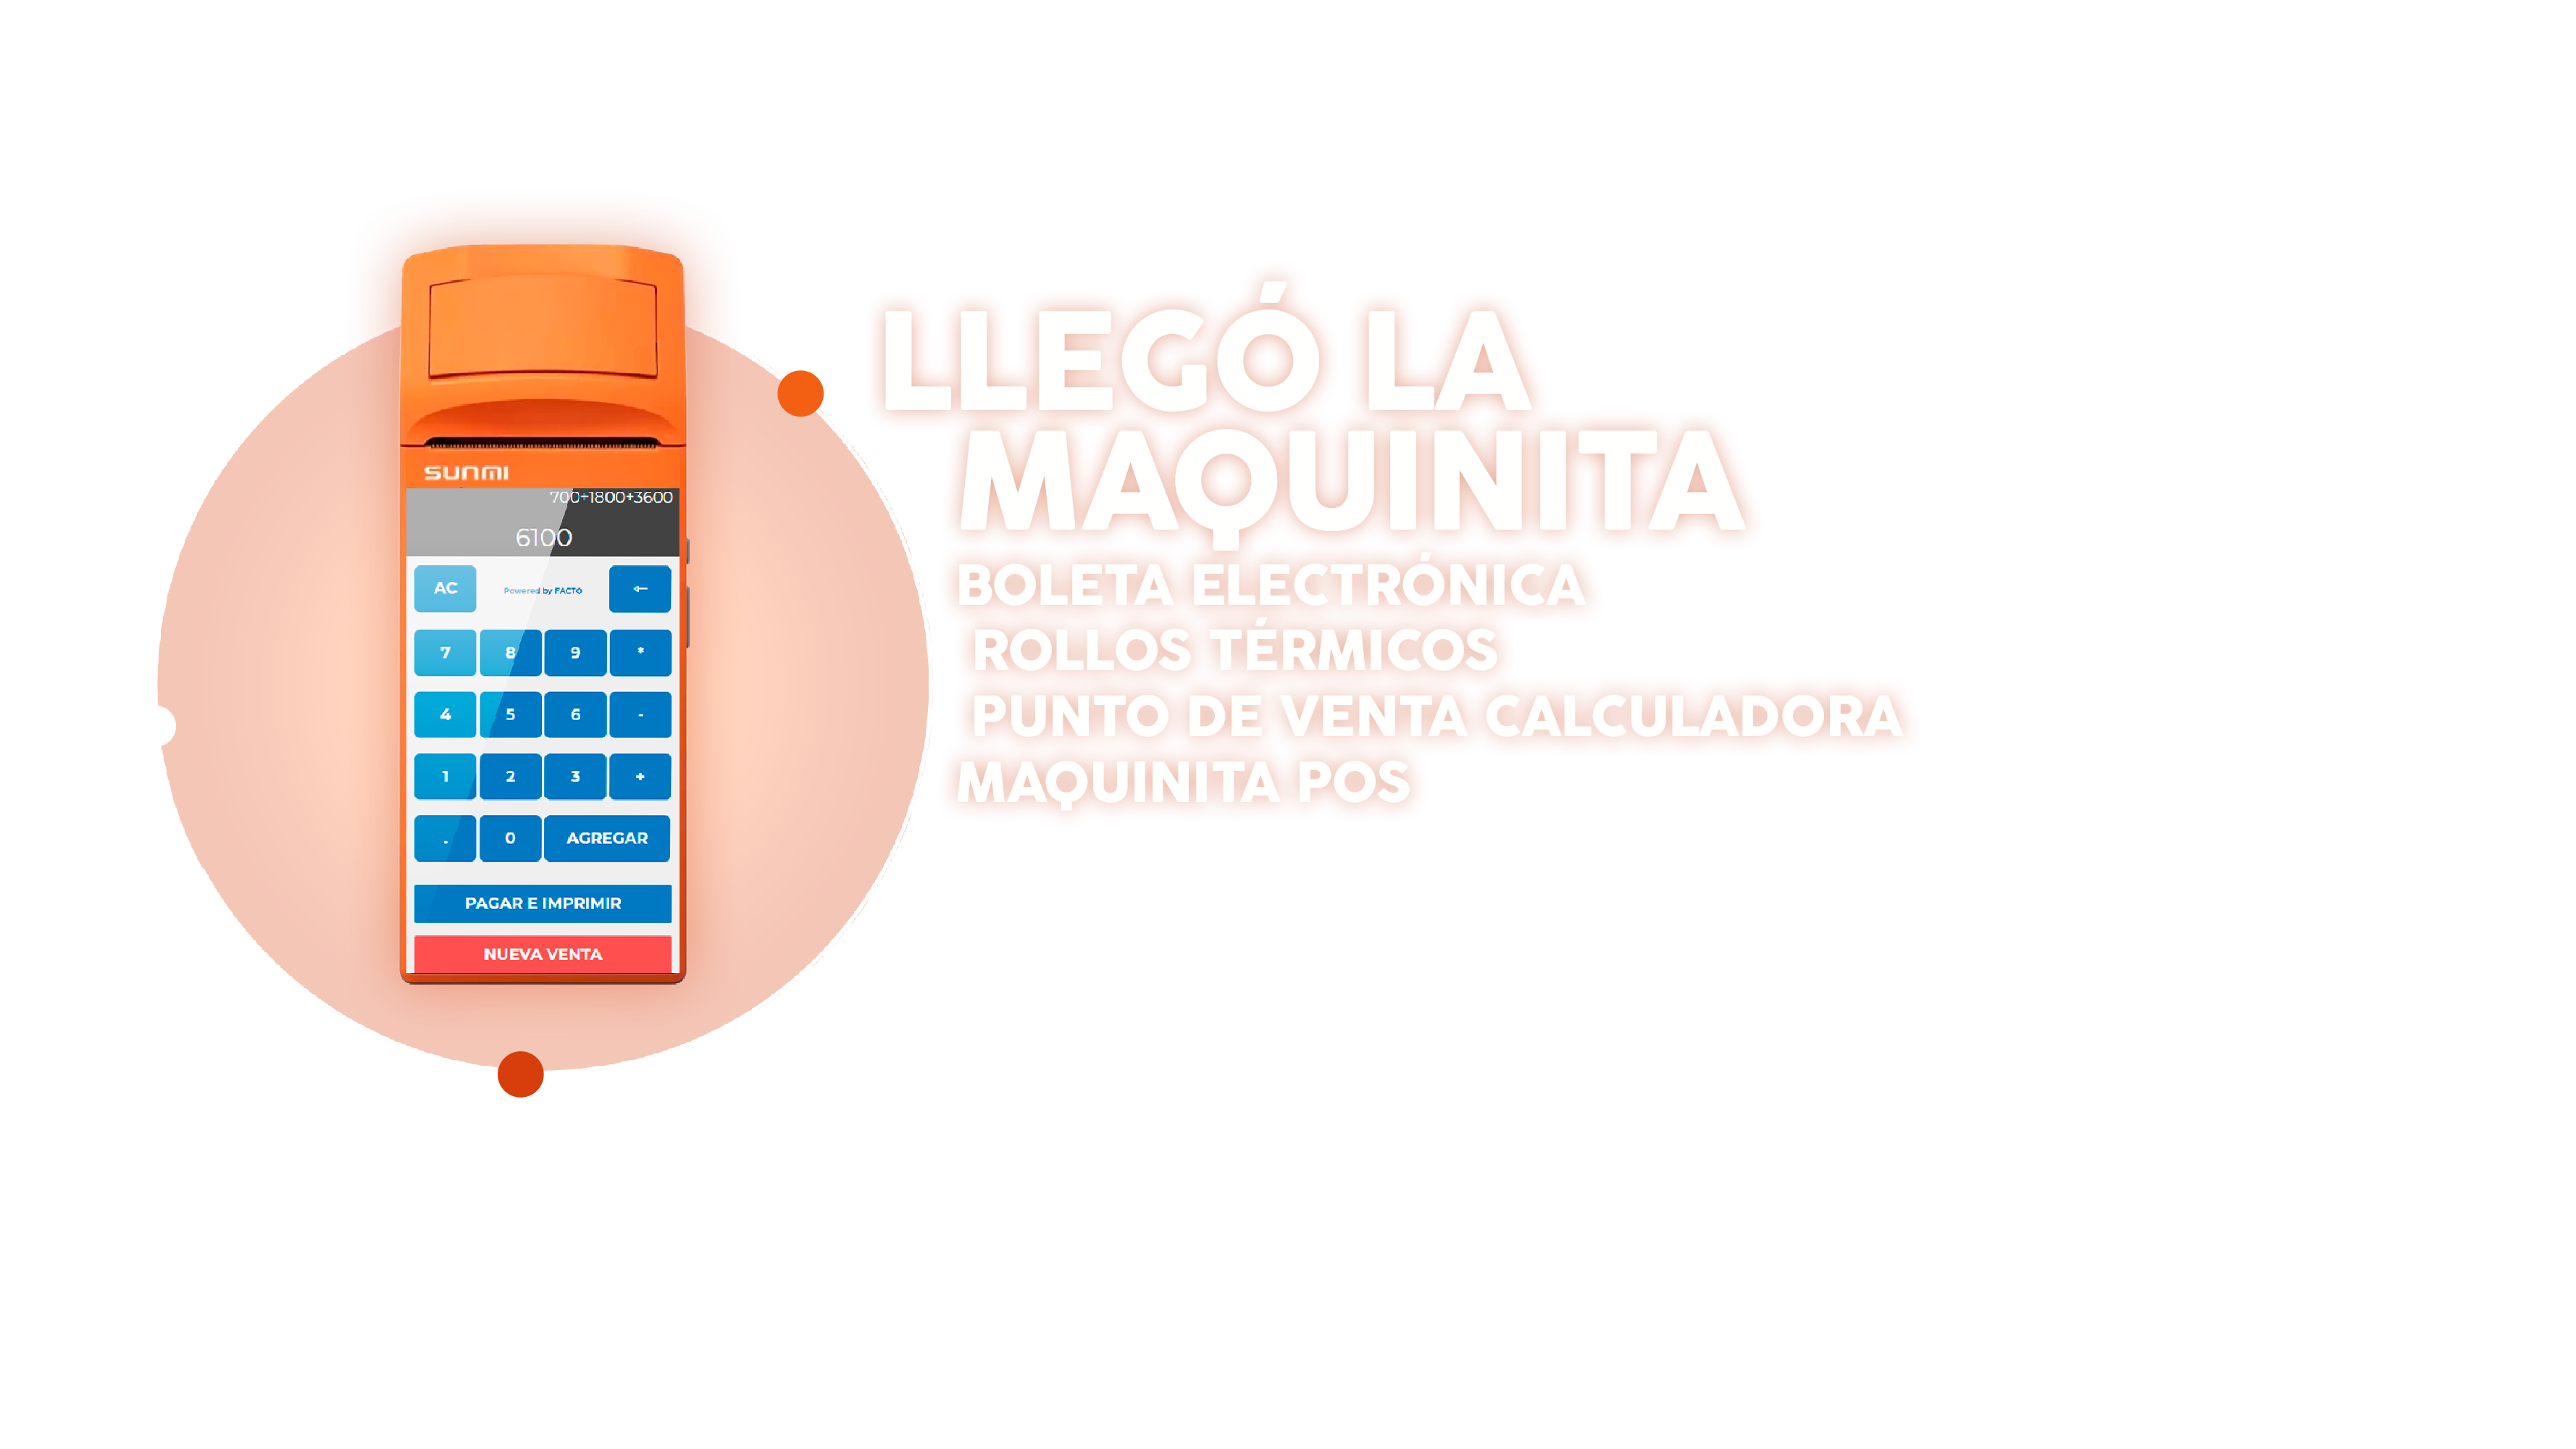 SUNMI
700+1800+3600
6100
AC
Powered by FACTO
←
7 8 9 *
4 5 6 -
1 2 3 +
. 0 AGREGAR
PAGAR E IMPRIMIR
NUEVA VENTA
LLEGÓ LA
MAQUINITA
BOLETA ELECTRÓNICA
ROLLOS TÉRMICOS
PUNTO DE VENTA CALCULADORA
MAQUINITA POS